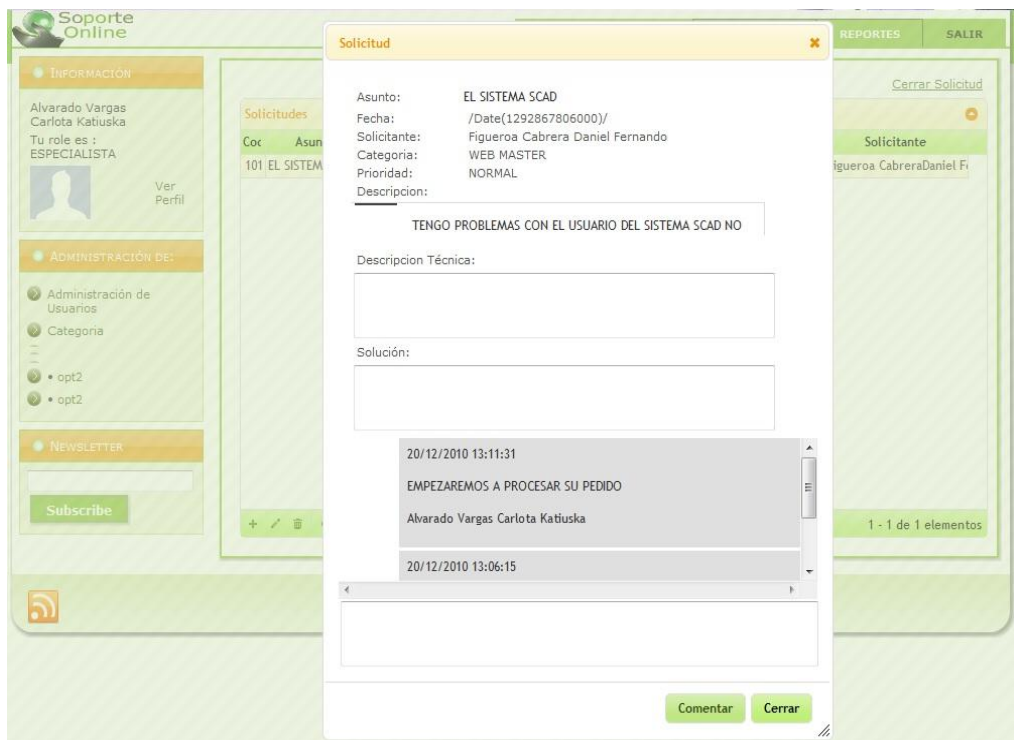 Soporte
Online
REPORTES
SALIR
INFORMACIÓN
Alvarado Vargas
Carlota Katiuska
Tu role es :
ESPECIALISTA
Ver
Perfil
ADMINISTRACIÓN DE:
Administración de
Usuarios
Categoria
• opt2
• opt2
NEWSLETTER
Subscribe
Cerrar Solicitud
Solicitudes
Coc Asun
Solicitante
101 EL SISTEM
igueroa CabreraDaniel F
1 - 1 de 1 elementos
Solicitud
Asunto: EL SISTEMA SCAD
Fecha: /Date(1292867806000)/
Solicitante: Figueroa Cabrera Daniel Fernando
Categoria: WEB MASTER
Prioridad: NORMAL
Descripcion:
TENGO PROBLEMAS CON EL USUARIO DEL SISTEMA SCAD NO
Descripcion Técnica:
Solución:
20/12/2010 13:11:31
EMPEZAREMOS A PROCESAR SU PEDIDO
Alvarado Vargas Carlota Katiuska
20/12/2010 13:06:15
Comentar
Cerrar